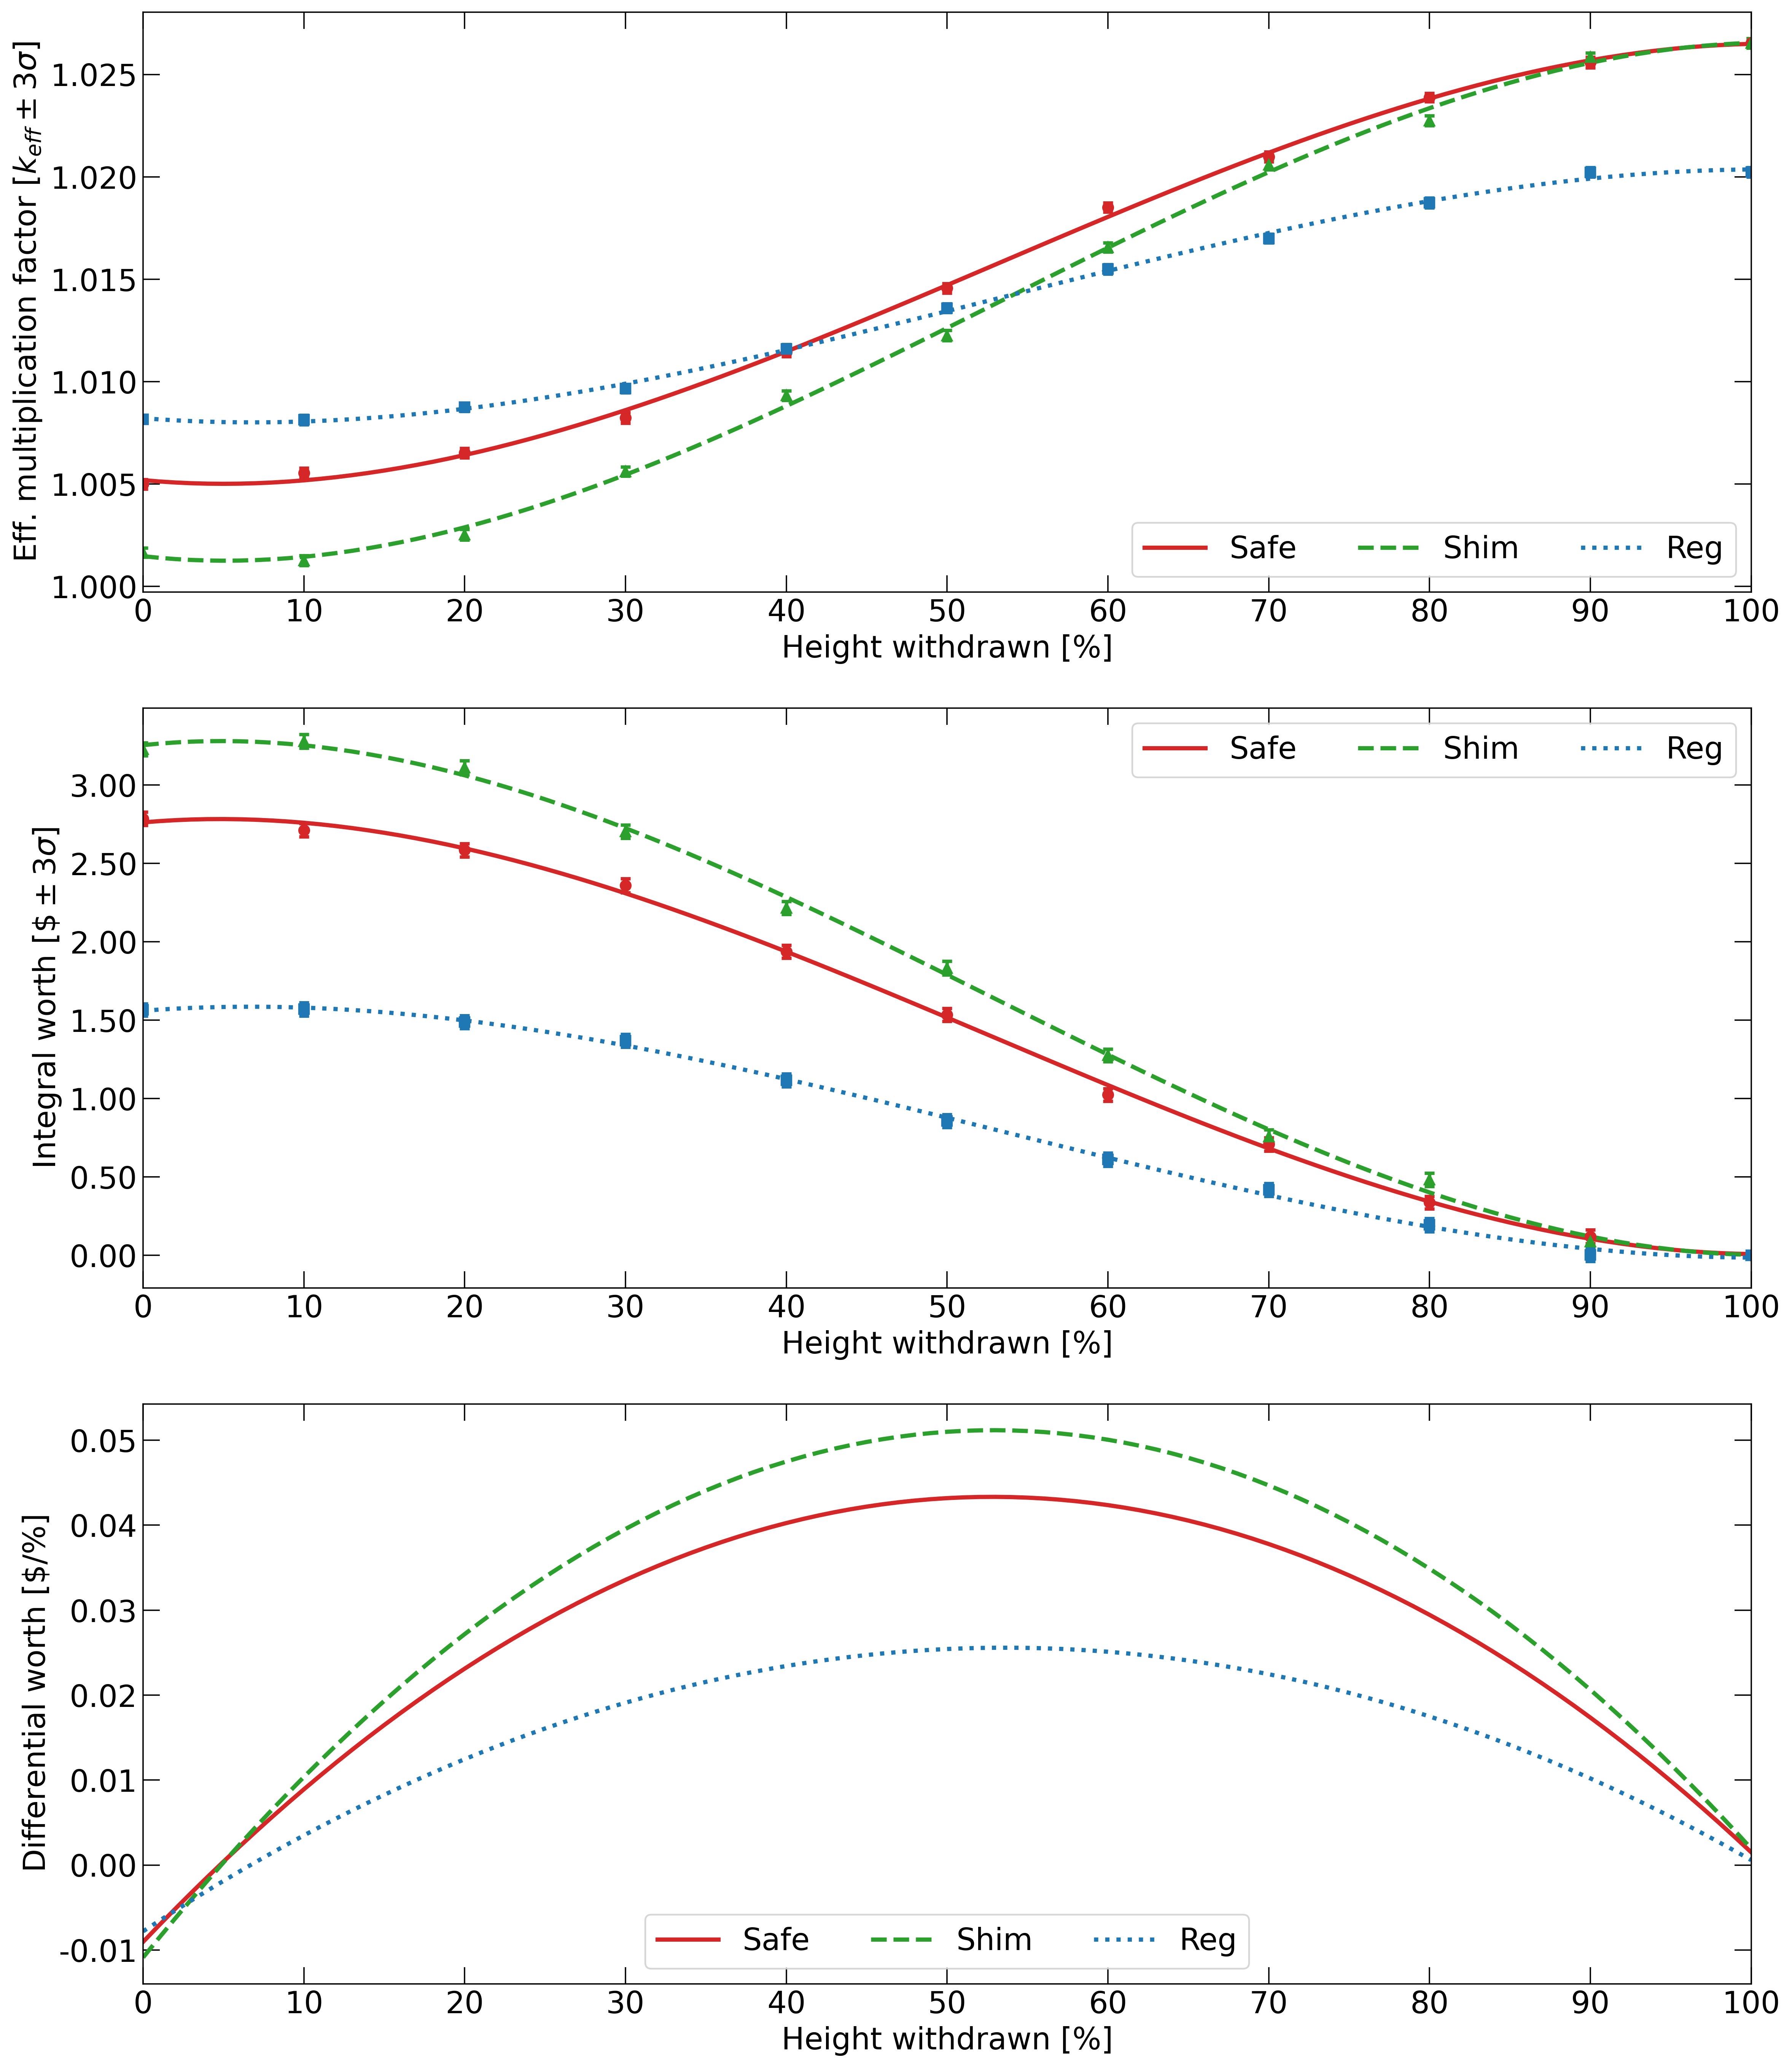 Eff. multiplication factor [k_eff ± 3σ]
1.025
1.020
1.015
1.010
1.005
1.000
Safe Shim Reg
0 10 20 30 40 50 60 70 80 90 100
Height withdrawn [%]
Integral worth [$ ± 3σ]
Safe Shim Reg
3.00
2.50
2.00
1.50
1.00
0.50
0.00
0 10 20 30 40 50 60 70 80 90 100
Height withdrawn [%]
Differential worth [$/%]
0.05
0.04
0.03
0.02
0.01
0.00
-0.01
Safe Shim Reg
0 10 20 30 40 50 60 70 80 90 100
Height withdrawn [%]